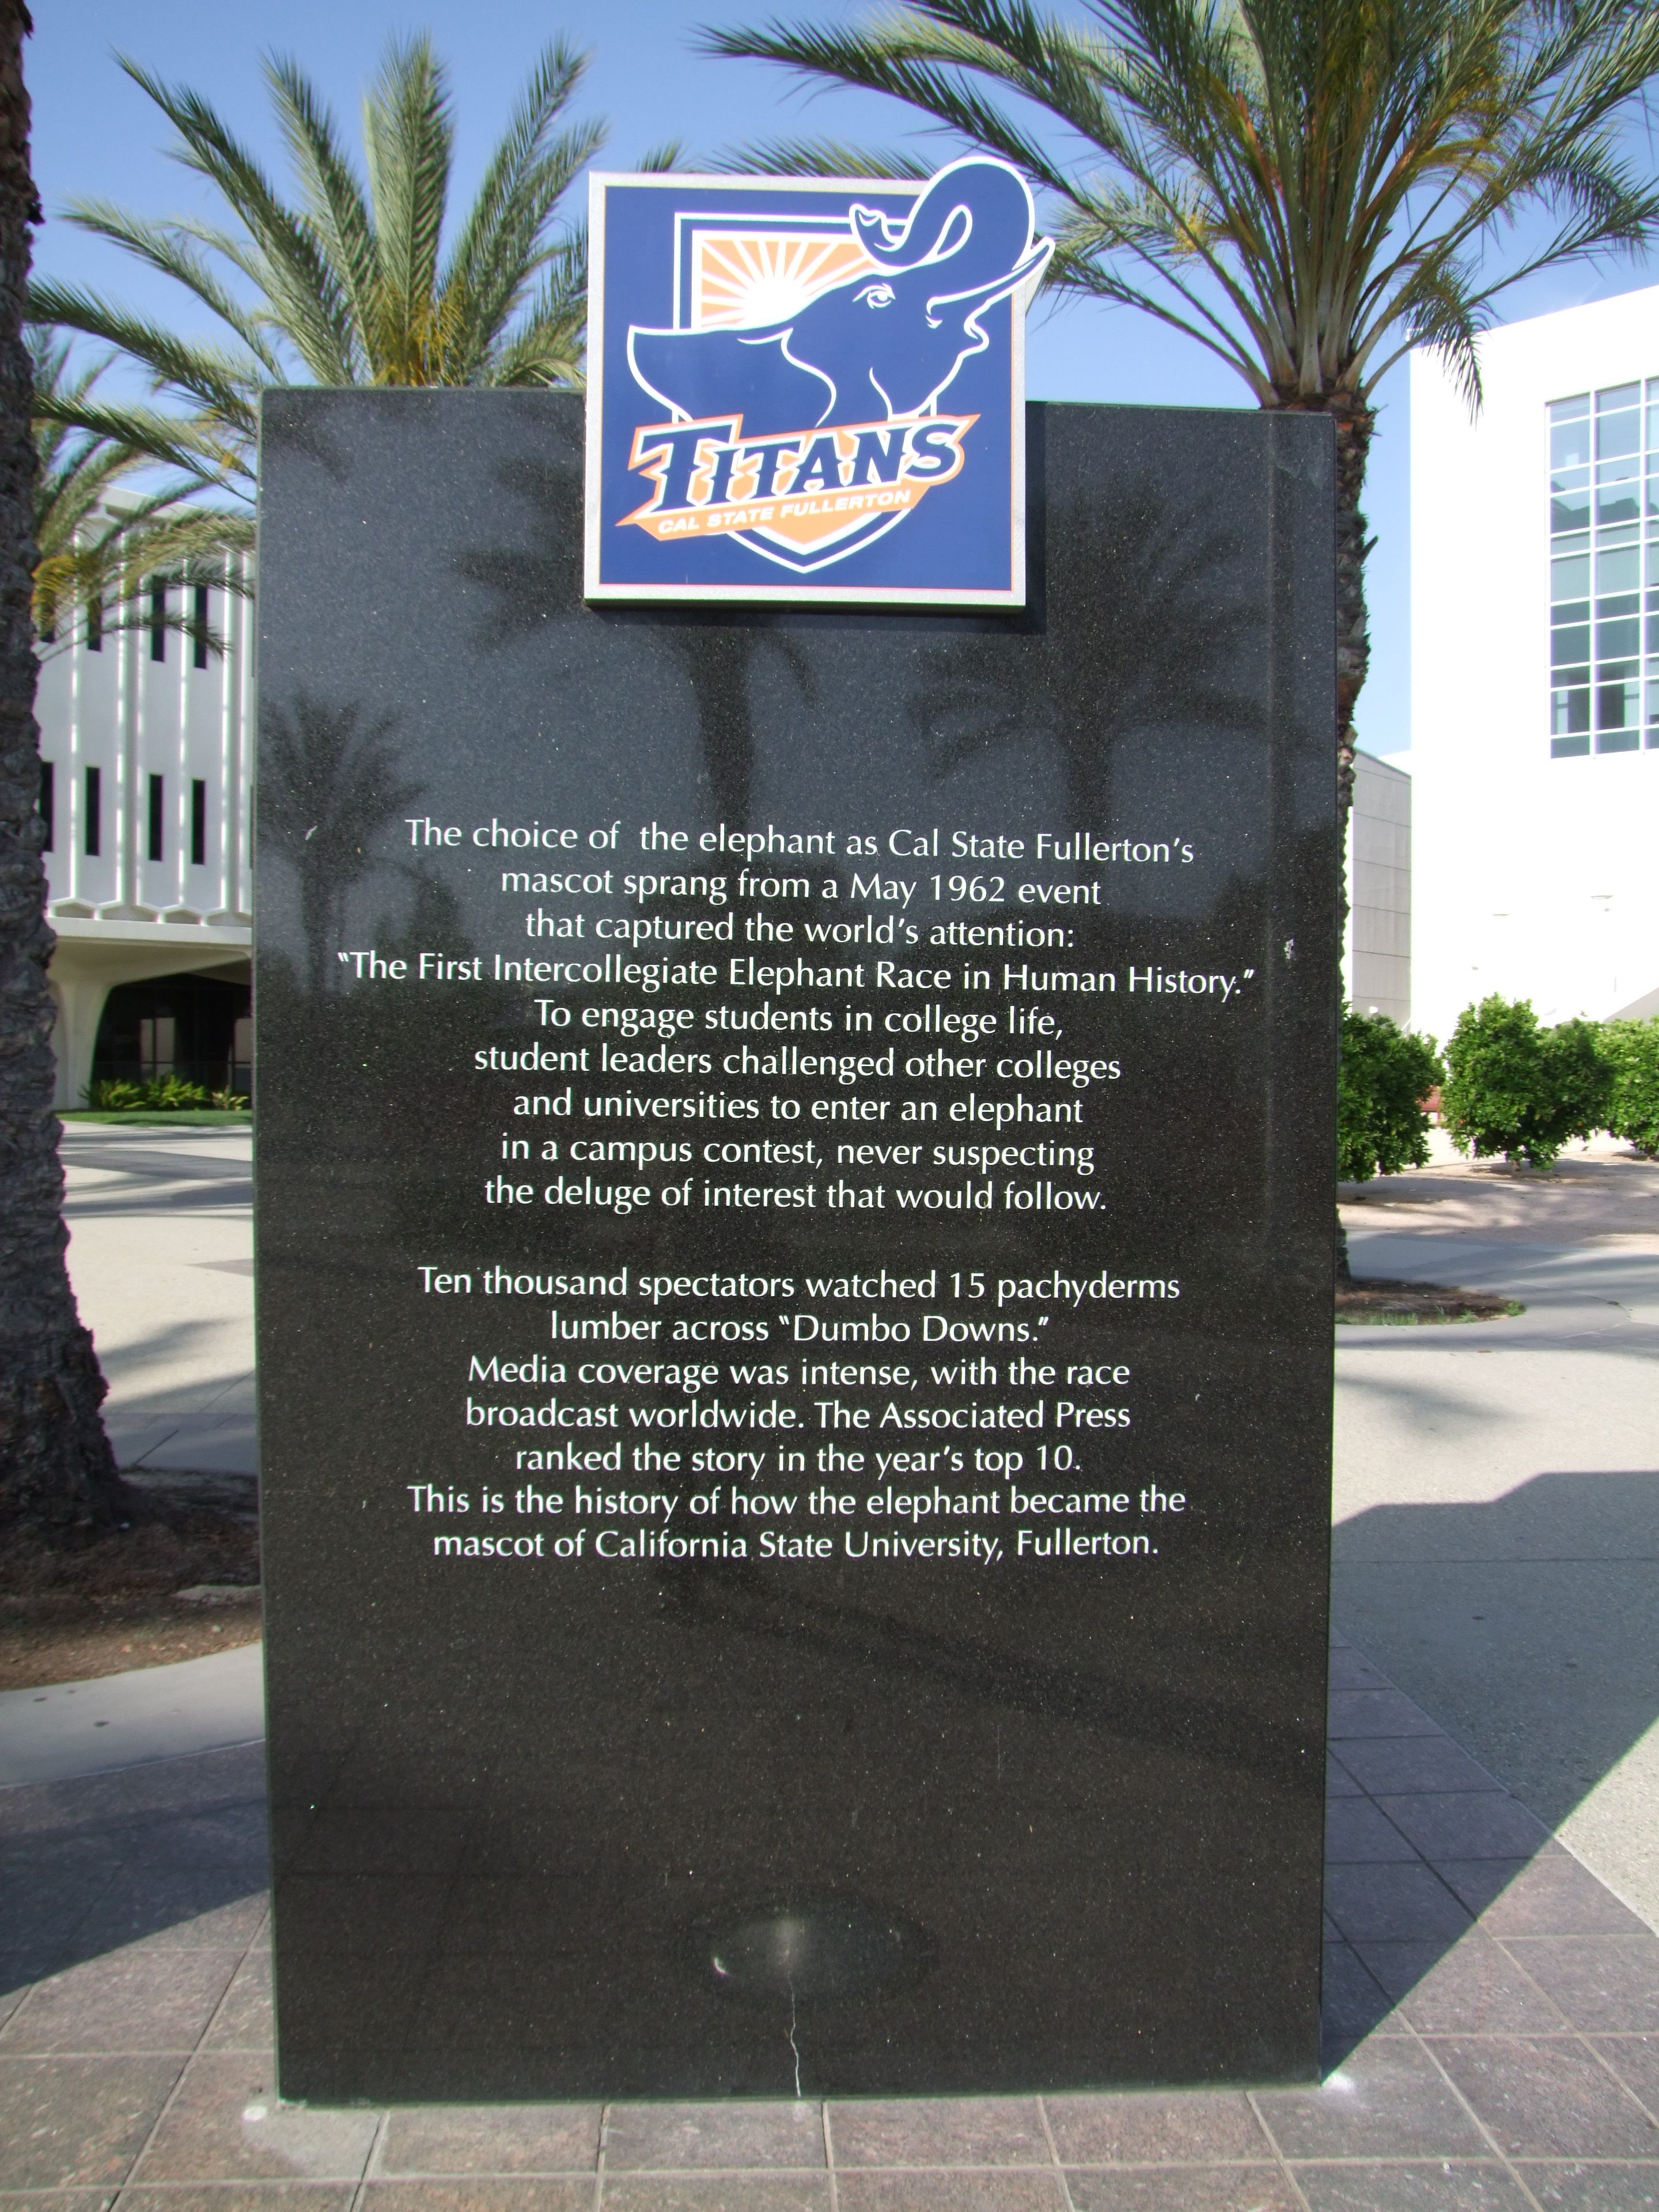 TITANS
CAL STATE FULLERTON
The choice of the elephant as Cal State Fullerton's
mascot sprang from a May 1962 event
that captured the world's attention:
"The First Intercollegiate Elephant Race in Human History."
To engage students in college life,
student leaders challenged other colleges
and universities to enter an elephant
in a campus contest, never suspecting
the deluge of interest that would follow.
Ten thousand spectators watched 15 pachyderms
lumber across "Dumbo Downs."
Media coverage was intense, with the race
broadcast worldwide. The Associated Press
ranked the story in the year's top 10.
This is the history of how the elephant became the
mascot of California State University, Fullerton.